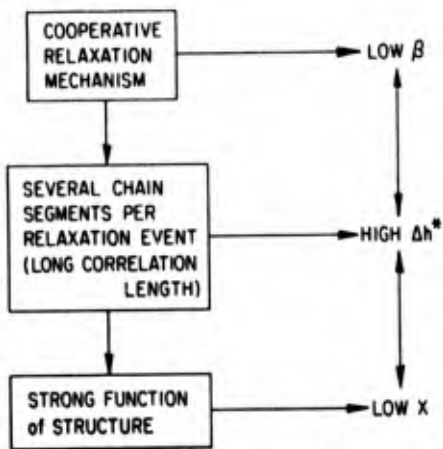 COOPERATIVE
RELAXATION
MECHANISM
LOW β
SEVERAL CHAIN
SEGMENTS PER
RELAXATION EVENT
(LONG CORRELATION
LENGTH)
HIGH Δh*
STRONG FUNCTION
of STRUCTURE
LOW X